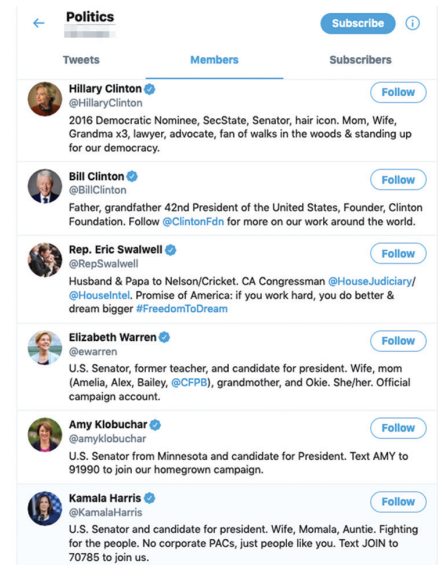 Politics
Subscribe
Tweets
Members
Subscribers
Hillary Clinton
Follow
@HillaryClinton
2016 Democratic Nominee, SecState, Senator, hair icon. Mom, Wife,
Grandma x3, lawyer, advocate, fan of walks in the woods & standing up
for our democracy.
Bill Clinton
Follow
@BillClinton
Father, grandfather 42nd President of the United States, Founder, Clinton
Foundation. Follow @ClintonFdn for more on our work around the world.
Rep. Eric Swalwell
Follow
@RepSwalwell
Husband & Papa to Nelson/Cricket. CA Congressman @HouseJudiciary/
@HouseIntel. Promise of America: if you work hard, you do better &
dream bigger #FreedomToDream
Elizabeth Warren
Follow
@ewarren
U.S. Senator, former teacher, and candidate for president. Wife, mom
(Amelia, Alex, Bailey, @CFPB), grandmother, and Okie. She/her. Official
campaign account.
Amy Klobuchar
Follow
@amyklobuchar
U.S. Senator from Minnesota and candidate for President. Text AMY to
91990 to join our homegrown campaign.
Kamala Harris
Follow
@KamalaHarris
U.S. Senator and candidate for president. Wife, Momala, Auntie. Fighting
for the people. No corporate PACs, just people like you. Text JOIN to
70785 to join us.